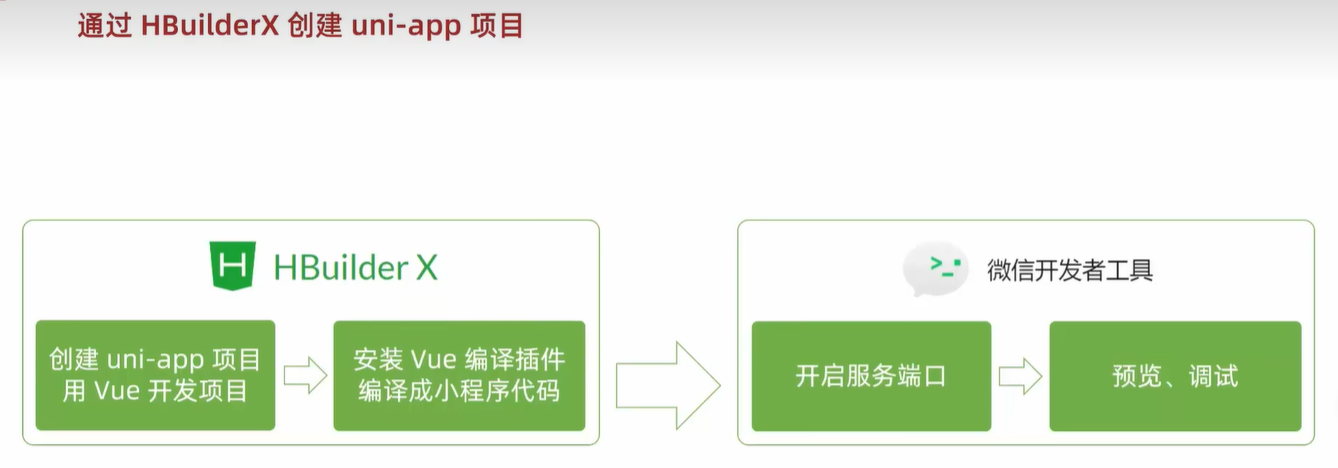 通过 HBuilderX 创建 uni-app 项目
HBuilder X
创建 uni-app 项目
用 Vue 开发项目
安装 Vue 编译插件
编译成小程序代码
微信开发者工具
开启服务端口
预览、调试